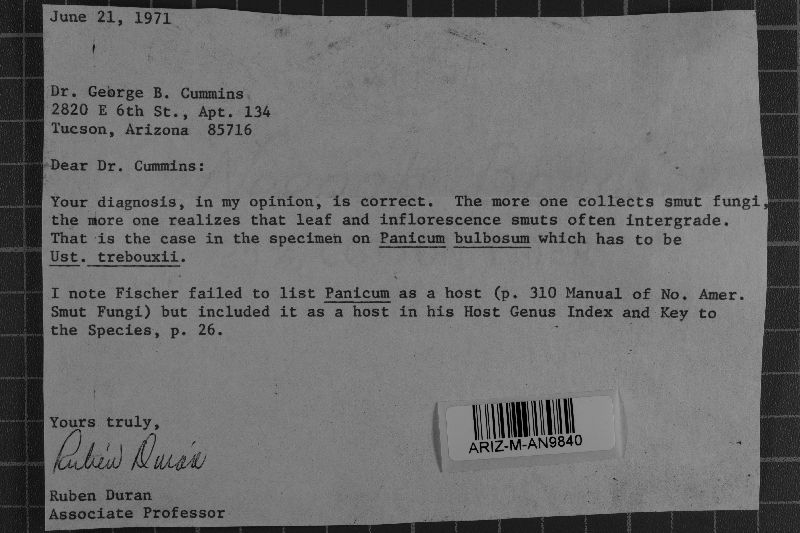 June 21, 1971
Dr. George B. Cummins
2820 E 6th St., Apt. 134
Tucson, Arizona  85716
Dear Dr. Cummins:
Your diagnosis, in my opinion, is correct.  The more one collects smut fungi,
the more one realizes that leaf and inflorescence smuts often intergrade.
That is the case in the specimen on Panicum bulbosum which has to be
Ust. trebouxii.
I note Fischer failed to list Panicum as a host (p. 310 Manual of No. Amer.
Smut Fungi) but included it as a host in his Host Genus Index and Key to
the Species, p. 26.
Yours truly,
Rubén Durán
Ruben Duran
Associate Professor
ARIZ-M-AN9840